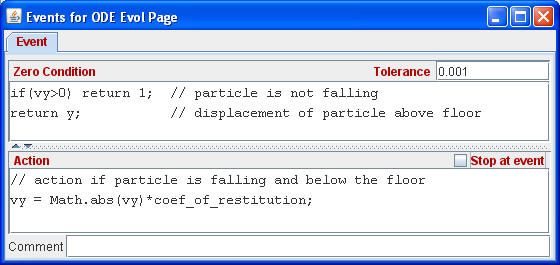 Events for ODE Evol Page
Event
Zero Condition Tolerance 0.001
if(vy>0) return 1;  // particle is not falling
return y;           // displacement of particle above floor
Action Stop at event
// action if particle is falling and below the floor
vy = Math.abs(vy)*coef_of_restitution;
Comment